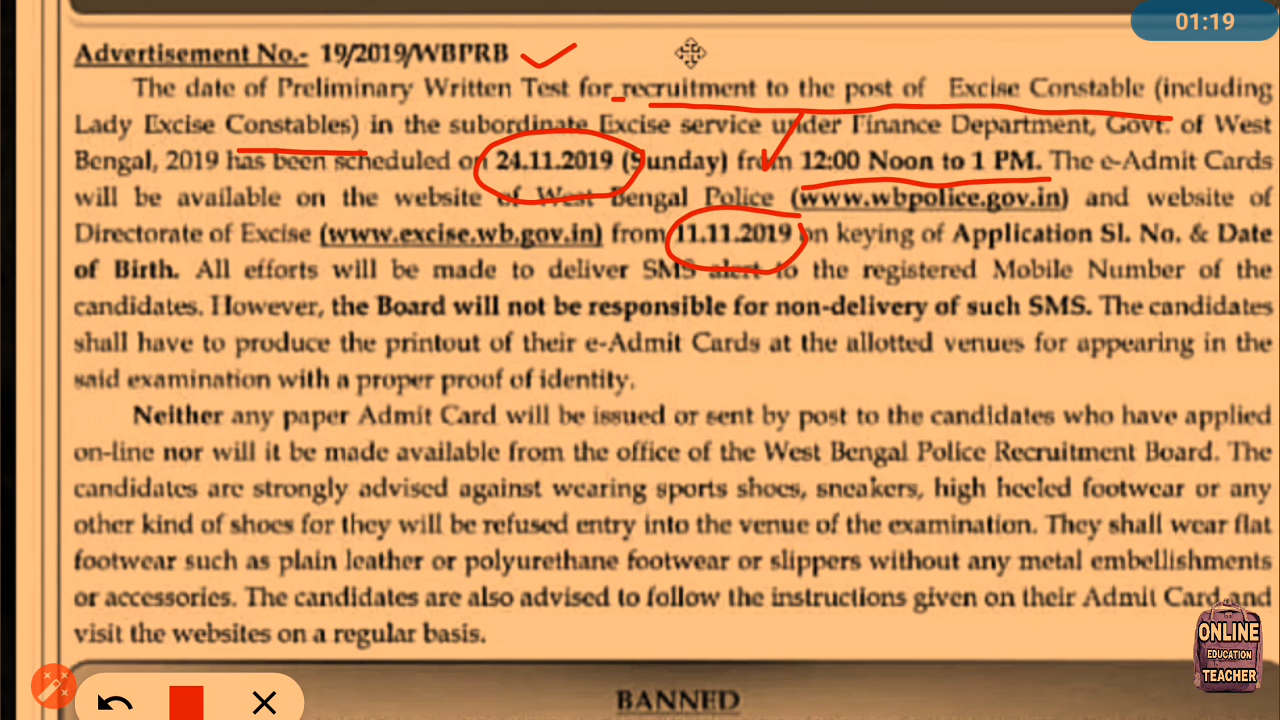 01:19
Advertisement No.- 19/2019/WBPRB
The date of Preliminary Written Test for recruitment to the post of Excise Constable (including
Lady Excise Constables) in the subordinate Excise service under Finance Department, Govt. of West
Bengal, 2019 has been scheduled on 24.11.2019 (Sunday) from 12:00 Noon to 1 PM. The e-Admit Cards
will be available on the website of West Bengal Police (www.wbpolice.gov.in) and website of
Directorate of Excise (www.excise.wb.gov.in) from 11.11.2019 on keying of Application Sl. No. & Date
of Birth. All efforts will be made to deliver SMS alert to the registered Mobile Number of the
candidates. However, the Board will not be responsible for non-delivery of such SMS. The candidates
shall have to produce the printout of their e-Admit Cards at the allotted venues for appearing in the
said examination with a proper proof of identity.
Neither any paper Admit Card will be issued or sent by post to the candidates who have applied
on-line nor will it be made available from the office of the West Bengal Police Recruitment Board. The
candidates are strongly advised against wearing sports shoes, sneakers, high heeled footwear or any
other kind of shoes for they will be refused entry into the venue of the examination. They shall wear flat
footwear such as plain leather or polyurethane footwear or slippers without any metal embellishments
or accessories. The candidates are also advised to follow the instructions given on their Admit Card and
visit the websites on a regular basis.
ONLINE
EDUCATION
TEACHER
BANNED